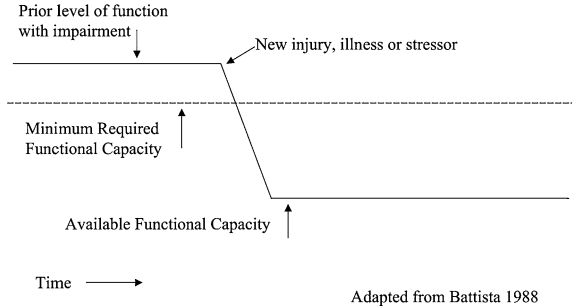 Prior level of function
with impairment
New injury, illness or stressor
Minimum Required
Functional Capacity
Available Functional Capacity
Time
Adapted from Battista 1988